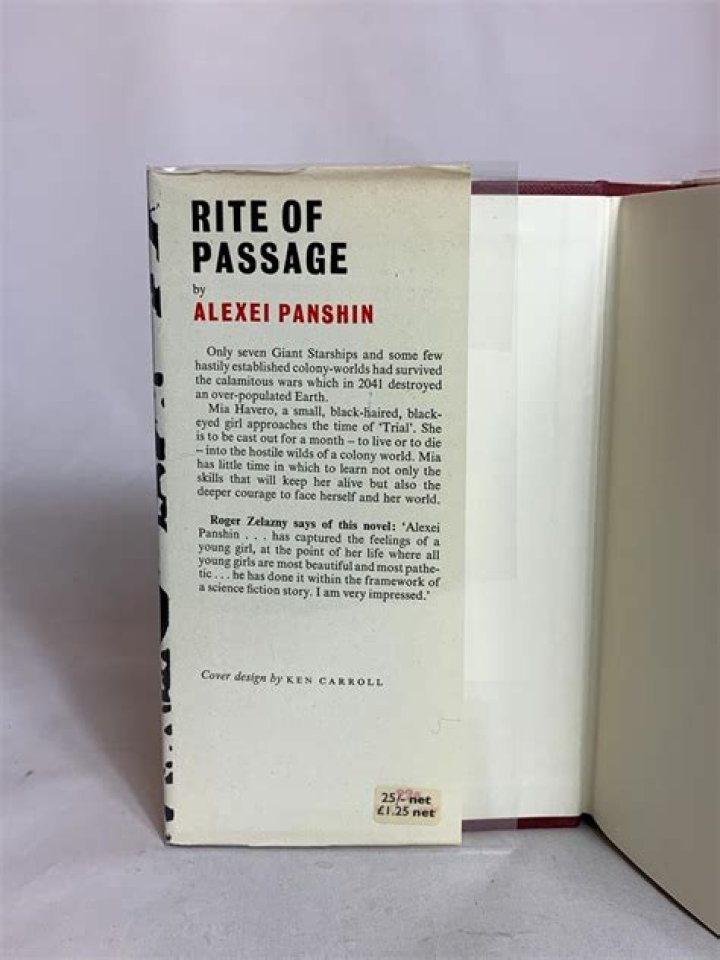 RITE OF
PASSAGE
by
ALEXEI PANSHIN
Only seven Giant Starships and some few
hastily established colony-worlds had survived
the calamitous wars which in 2041 destroyed
an over-populated Earth.
Mia Havero, a small, black-haired, black-
eyed girl approaches the time of 'Trial'. She
is to be cast out for a month – to live or to die
– into the hostile wilds of a colony world. Mia
has little time in which to learn not only the
skills that will keep her alive but also the
deeper courage to face herself and her world.
Roger Zelazny says of this novel: 'Alexei
Panshin . . . has captured the feelings of a
young girl, at the point of her life where all
young girls are most beautiful and most pathe-
tic . . . he has done it within the framework of
a science fiction story. I am very impressed.'
Cover design by KEN CARROLL
25/- net
£1.25 net